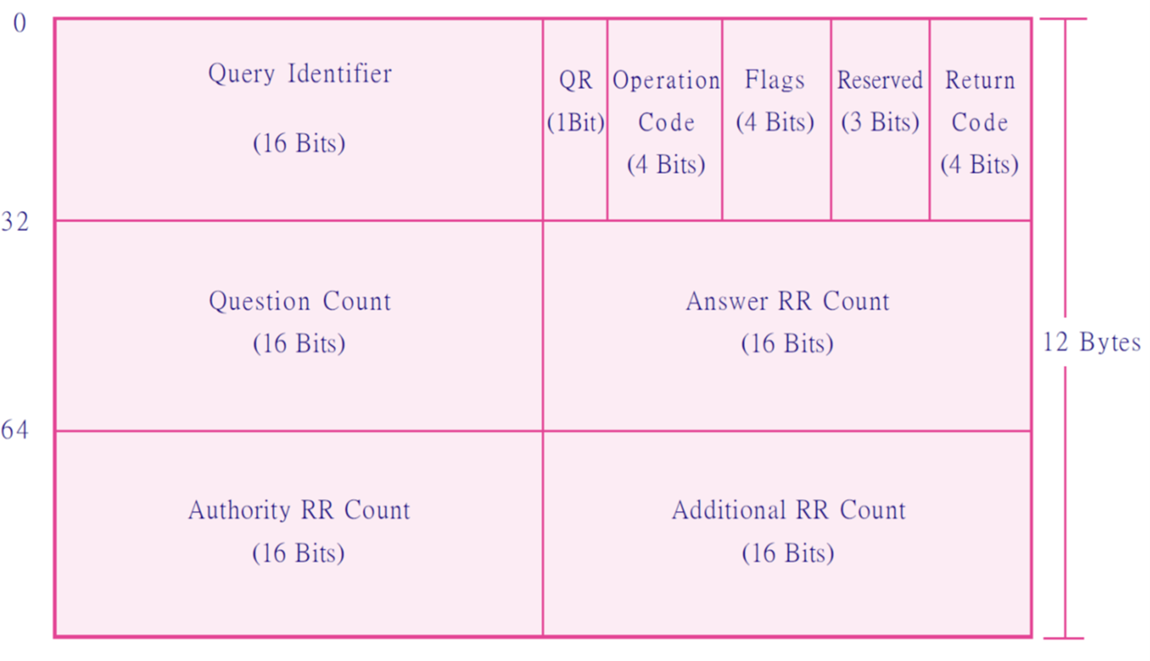 0
Query Identifier
(16 Bits)
QR
(1Bit)
Operation
Code
(4 Bits)
Flags
(4 Bits)
Reserved
(3 Bits)
Return
Code
(4 Bits)
32
Question Count
(16 Bits)
Answer RR Count
(16 Bits)
12 Bytes
64
Authority RR Count
(16 Bits)
Additional RR Count
(16 Bits)